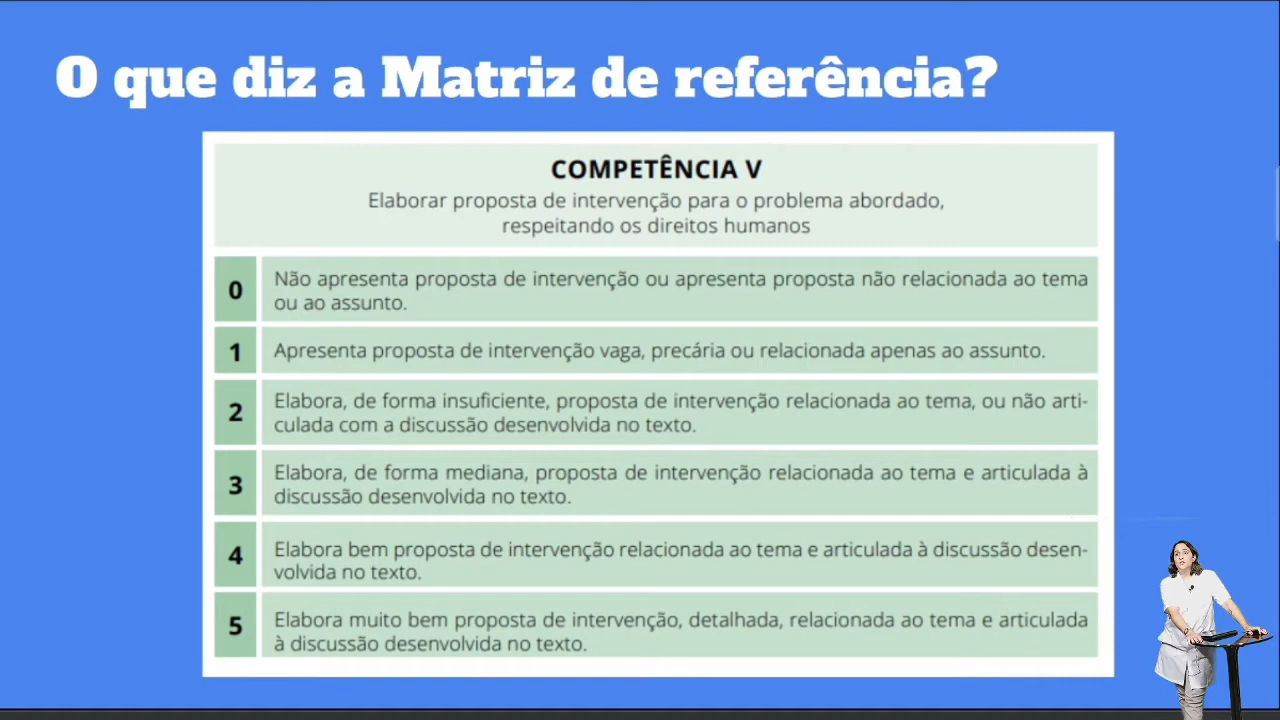 O que diz a Matriz de referência?
COMPETÊNCIA V
Elaborar proposta de intervenção para o problema abordado,
respeitando os direitos humanos
0
Não apresenta proposta de intervenção ou apresenta proposta não relacionada ao tema
ou ao assunto.
1
Apresenta proposta de intervenção vaga, precária ou relacionada apenas ao assunto.
2
Elabora, de forma insuficiente, proposta de intervenção relacionada ao tema, ou não arti-
culada com a discussão desenvolvida no texto.
3
Elabora, de forma mediana, proposta de intervenção relacionada ao tema e articulada à
discussão desenvolvida no texto.
4
Elabora bem proposta de intervenção relacionada ao tema e articulada à discussão desen-
volvida no texto.
5
Elabora muito bem proposta de intervenção, detalhada, relacionada ao tema e articulada
à discussão desenvolvida no texto.